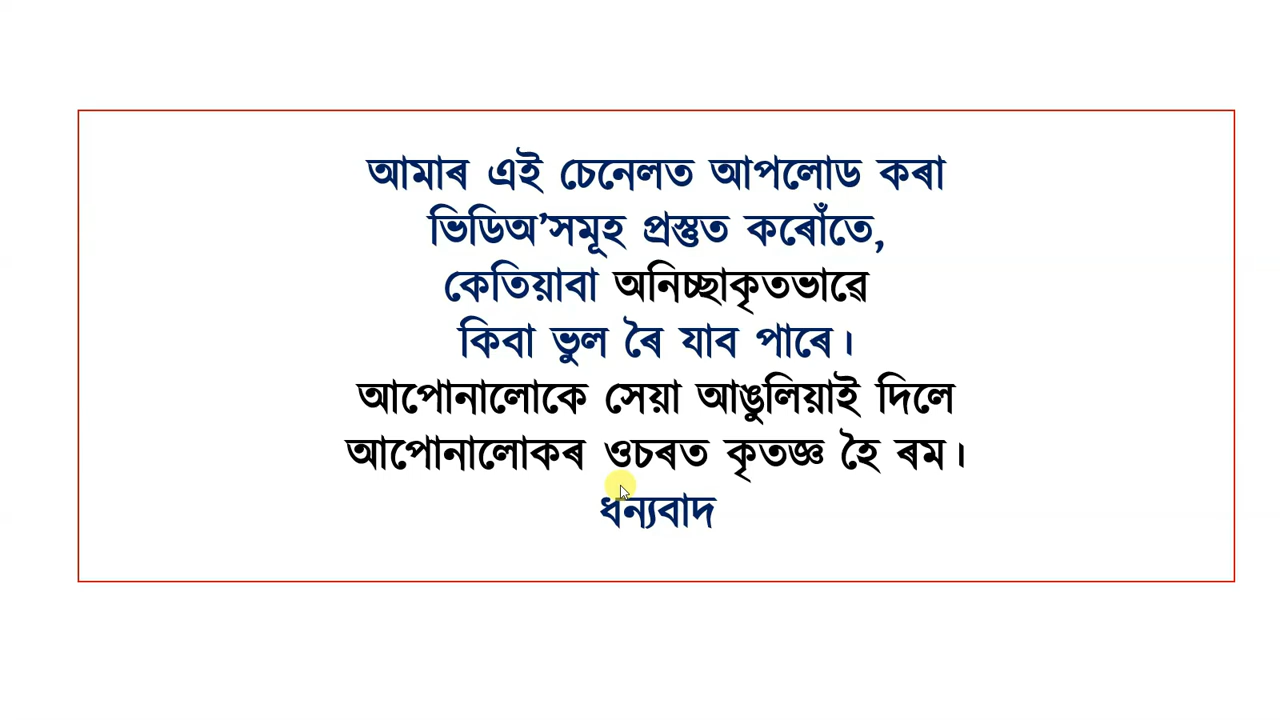 আমাৰ এই চেনেলত আপলোড কৰা
ভিডিঅ'সমূহ প্ৰস্তুত কৰোঁতে,
কেতিয়াবা অনিচ্ছাকৃতভাৱে
কিবা ভুল ৰৈ যাব পাৰে।
আপোনালোকে সেয়া আঙুলিয়াই দিলে
আপোনালোকৰ ওচৰত কৃতজ্ঞ হৈ ৰম।
ধন্যবাদ